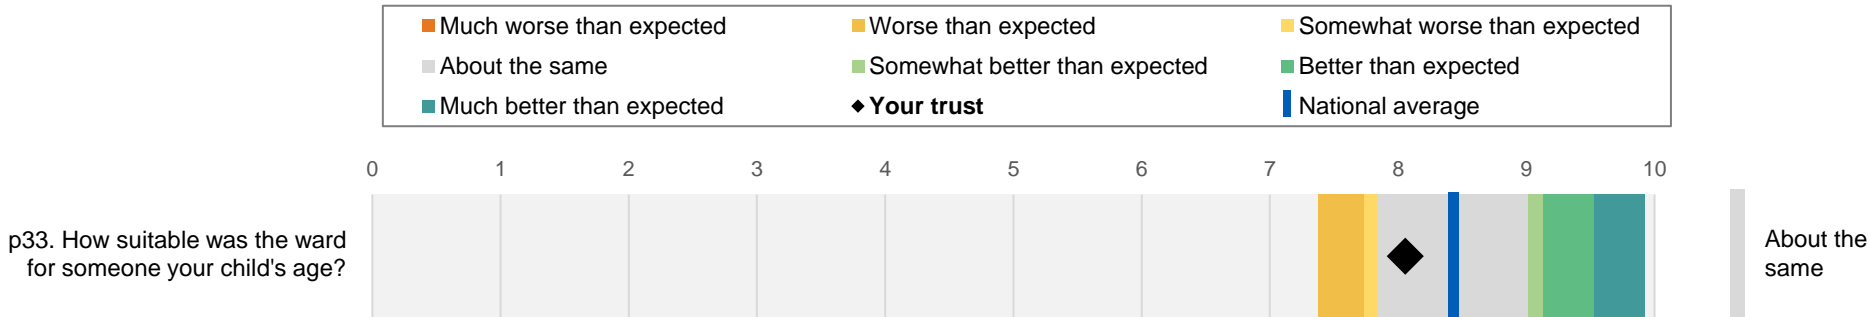 Much worse than expected
Worse than expected
Somewhat worse than expected
About the same
Somewhat better than expected
Better than expected
Much better than expected
Your trust
National average
0 1 2 3 4 5 6 7 8 9 10
p33. How suitable was the ward
for someone your child's age?
About the
same